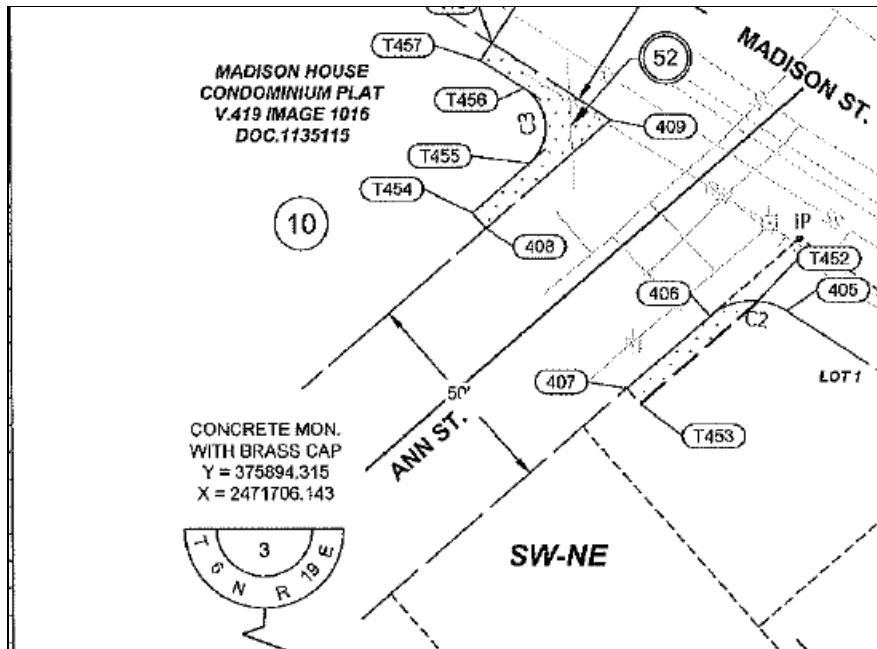 T457
52
MADISON ST.
MADISON HOUSE
CONDOMINIUM PLAT
V.419 IMAGE 1016
DOC.1135115
T456
C3
409
T455
T454
10
408
iP
T452
406
405
C2
407
LOT 1
50'
ANN ST.
T453
CONCRETE MON.
WITH BRASS CAP
Y = 375894.315
X = 2471706.143
3
T 6 N R 19 E
SW-NE